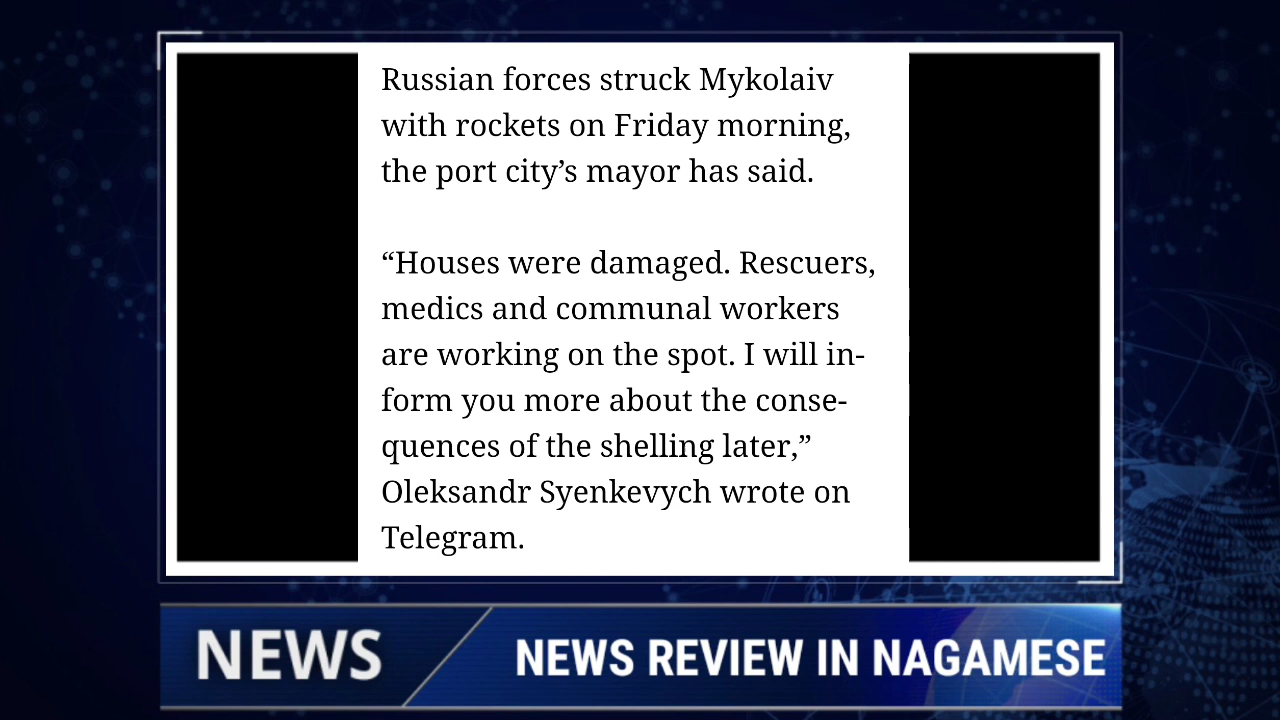 Russian forces struck Mykolaiv
with rockets on Friday morning,
the port city’s mayor has said.
“Houses were damaged. Rescuers,
medics and communal workers
are working on the spot. I will in-
form you more about the conse-
quences of the shelling later,”
Oleksandr Syenkevych wrote on
Telegram.
NEWS
NEWS REVIEW IN NAGAMESE